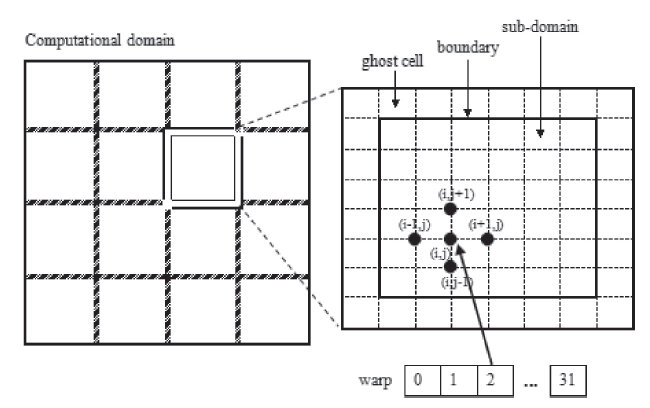 Computational domain
sub-domain
boundary
ghost cell
(i,j+1)
(i-1,j)
(i+1,j)
(i,j)
(i,j-1)
warp 0 1 2 ... 31